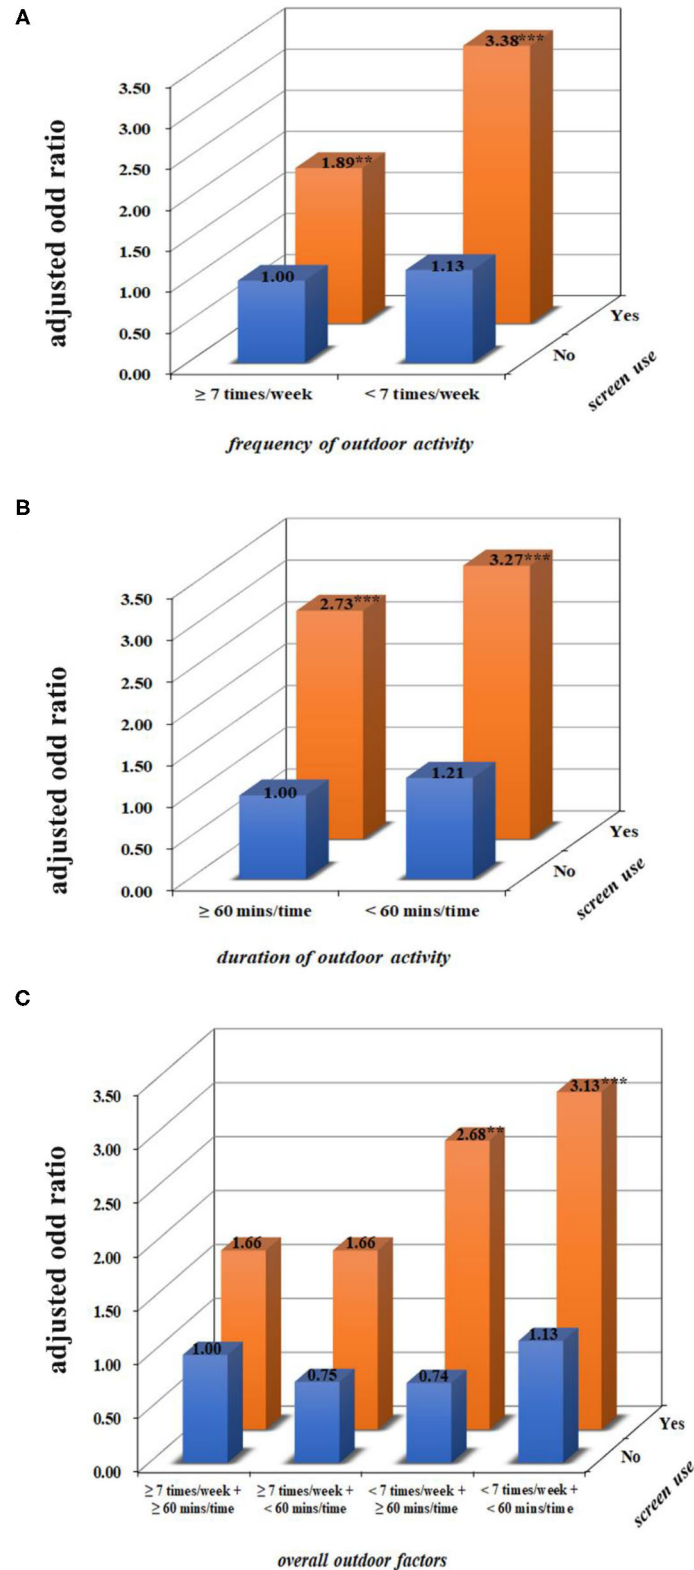 A
adjusted odd ratio
3.50
3.00
2.50
2.00
1.50
1.00
0.50
0.00
3.38***
1.89**
1.00
1.13
Yes
No
screen use
≥ 7 times/week
< 7 times/week
frequency of outdoor activity
B
adjusted odd ratio
3.50
3.00
2.50
2.00
1.50
1.00
0.50
0.00
3.27***
2.73***
1.00
1.21
Yes
No
screen use
≥ 60 mins/time
< 60 mins/time
duration of outdoor activity
C
adjusted odd ratio
3.50
3.00
2.50
2.00
1.50
1.00
0.50
0.00
3.13***
2.68**
1.66
1.66
1.00
0.75
0.74
1.13
Yes
No
screen use
≥ 7 times/week +
≥ 60 mins/time
≥ 7 times/week +
< 60 mins/time
< 7 times/week +
≥ 60 mins/time
< 7 times/week +
< 60 mins/time
overall outdoor factors